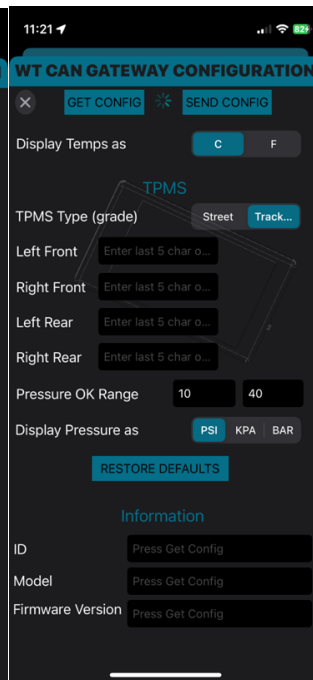 11:21
82
WT CAN GATEWAY CONFIGURATION
GET CONFIG SEND CONFIG
Display Temps as C F
TPMS
TPMS Type (grade) Street Track...
Left Front Enter last 5 char o...
Right Front Enter last 5 char o...
Left Rear Enter last 5 char o...
Right Rear Enter last 5 char o...
2
Pressure OK Range 10 40
Display Pressure as PSI KPA BAR
RESTORE DEFAULTS
Information
ID Press Get Config
Model Press Get Config
Firmware Version Press Get Config